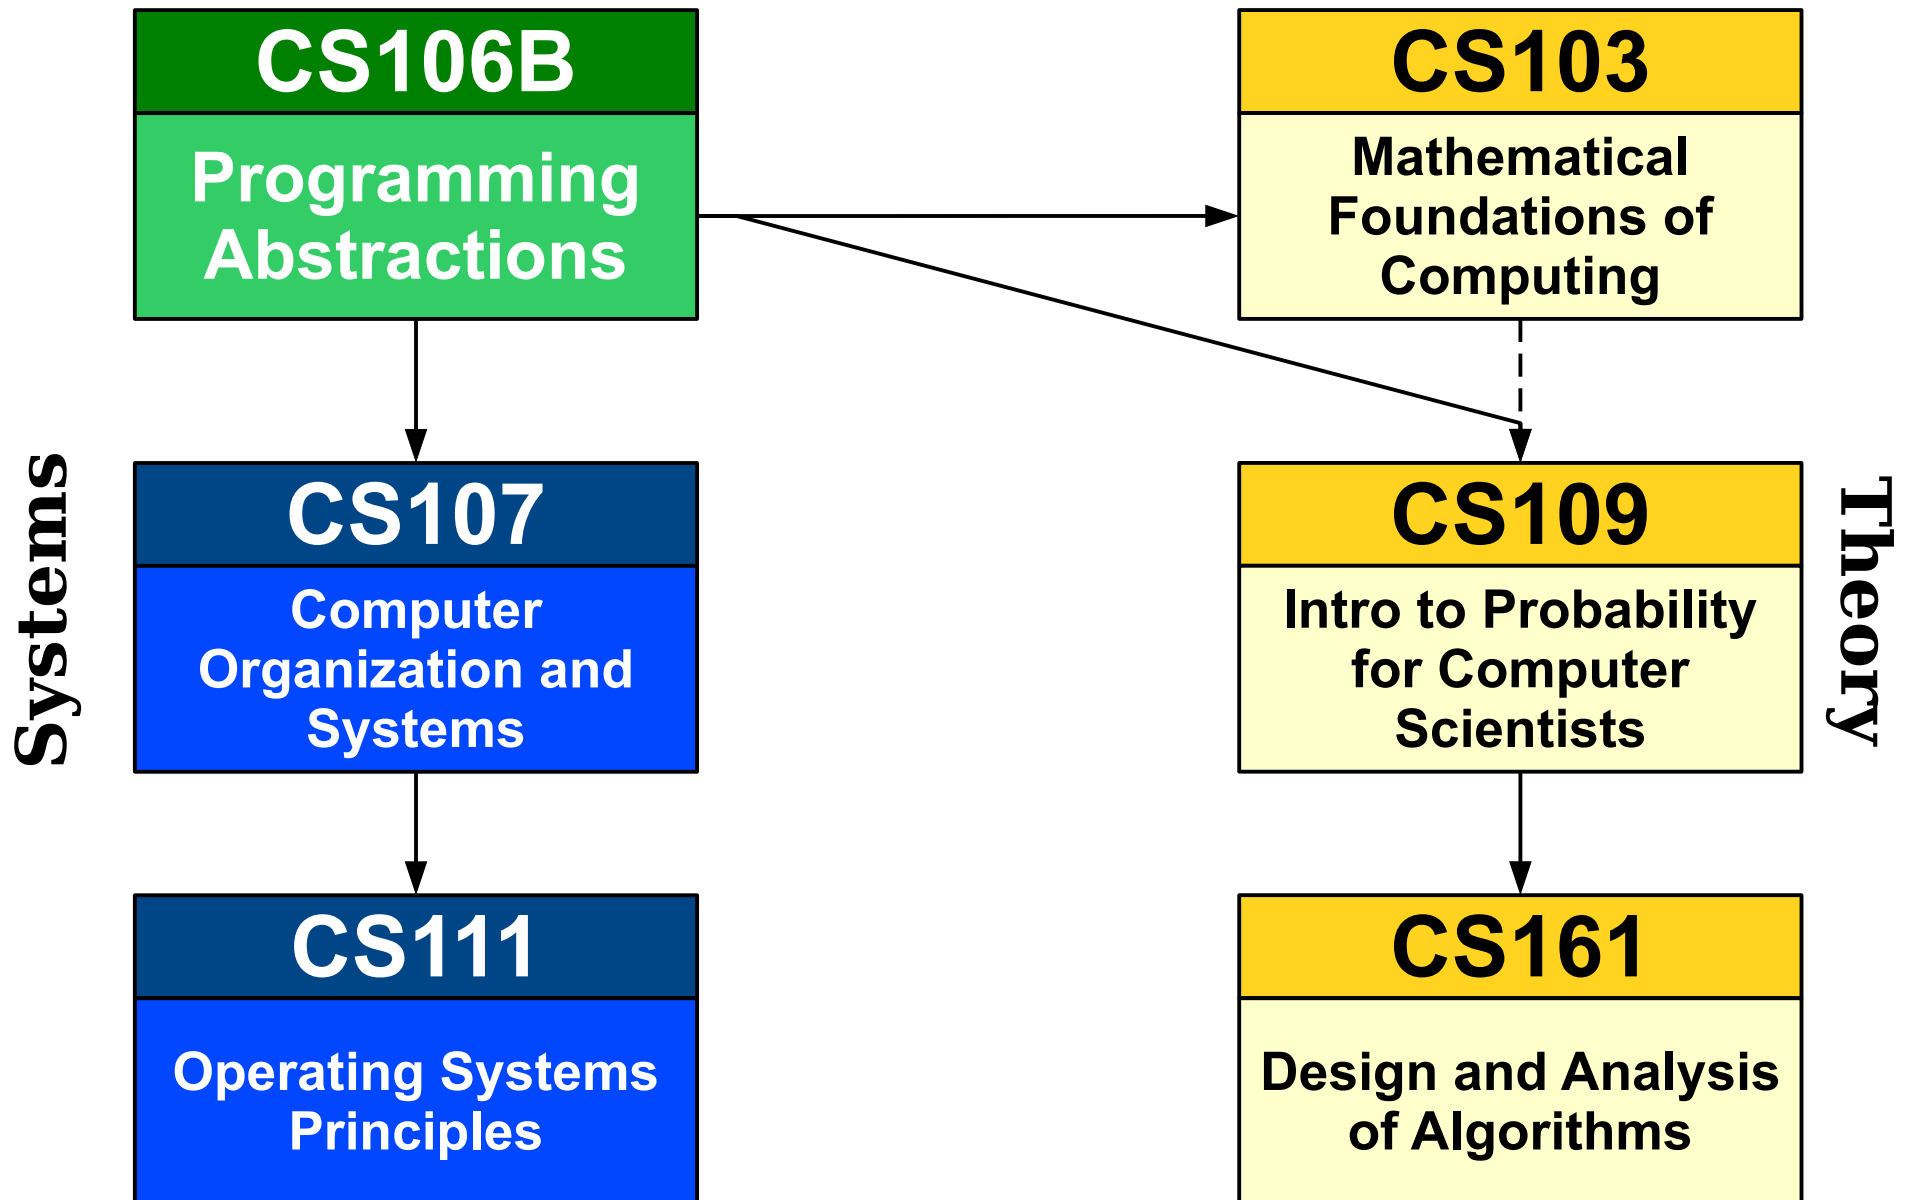 CS106B
Programming
Abstractions
CS103
Mathematical
Foundations of
Computing
Systems
CS107
Computer
Organization and
Systems
CS109
Intro to Probability
for Computer
Scientists
Theory
CS111
Operating Systems
Principles
CS161
Design and Analysis
of Algorithms